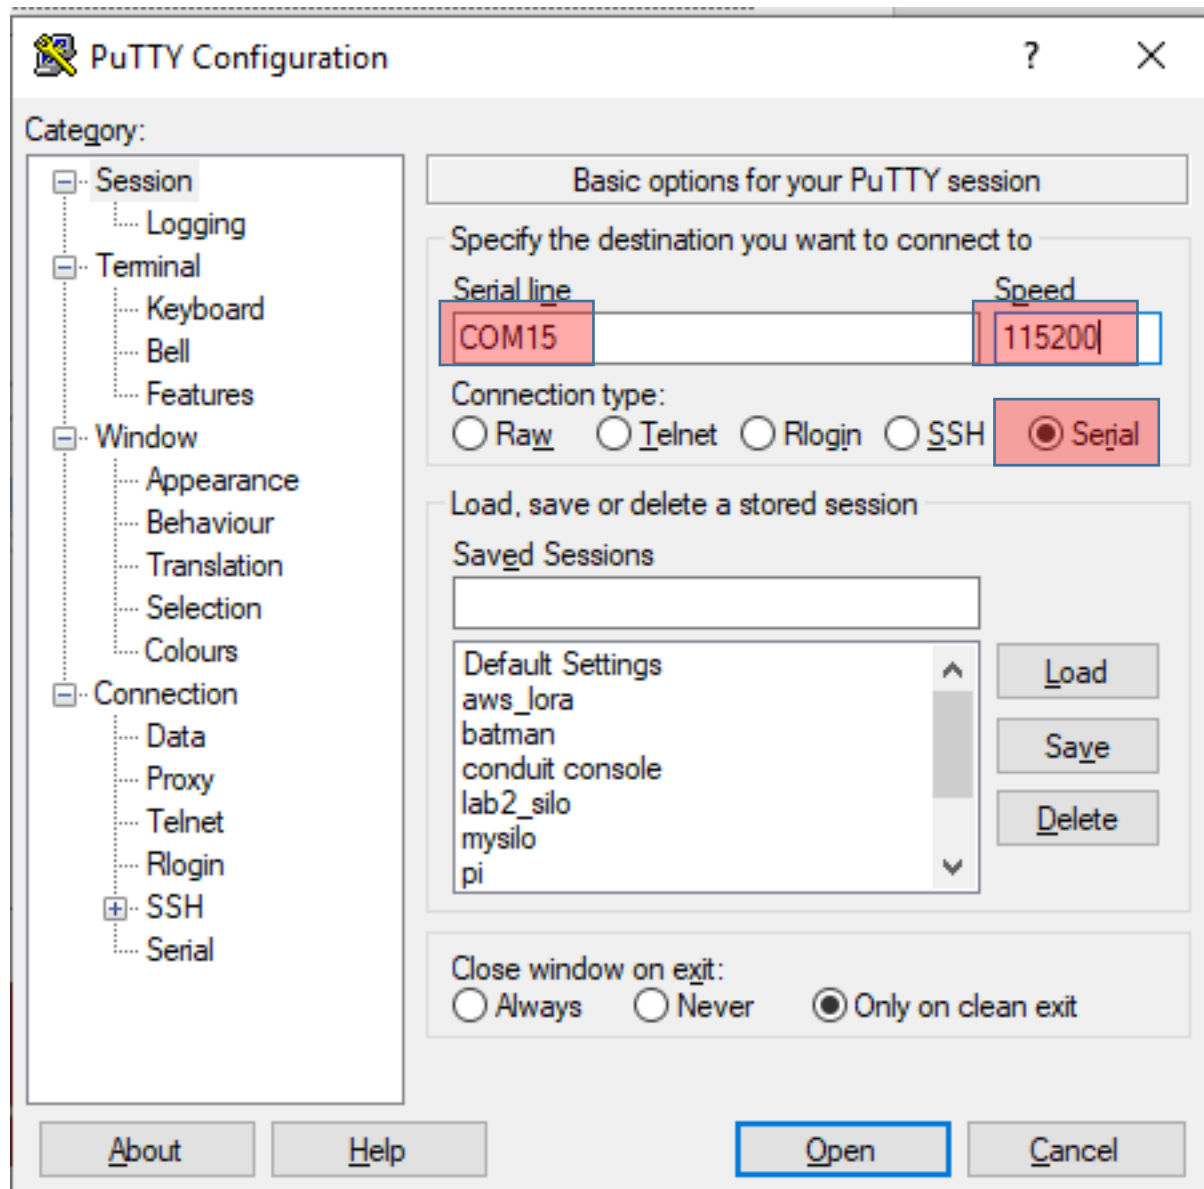 PuTTY Configuration ? 
Category:
Session
Logging
Terminal
Keyboard
Bell
Features
Window
Appearance
Behaviour
Translation
Selection
Colours
Connection
Data
Proxy
Telnet
Rlogin
SSH
Serial
Basic options for your PuTTY session
Specify the destination you want to connect to
Serial line Speed
COM15 115200
Connection type:
Raw Telnet Rlogin SSH Serial
Load, save or delete a stored session
Saved Sessions
Default Settings
aws_lora
batman
conduit console
lab2_silo
mysilo
pi
Load
Save
Delete
Close window on exit:
Always Never Only on clean exit
About Help Open Cancel